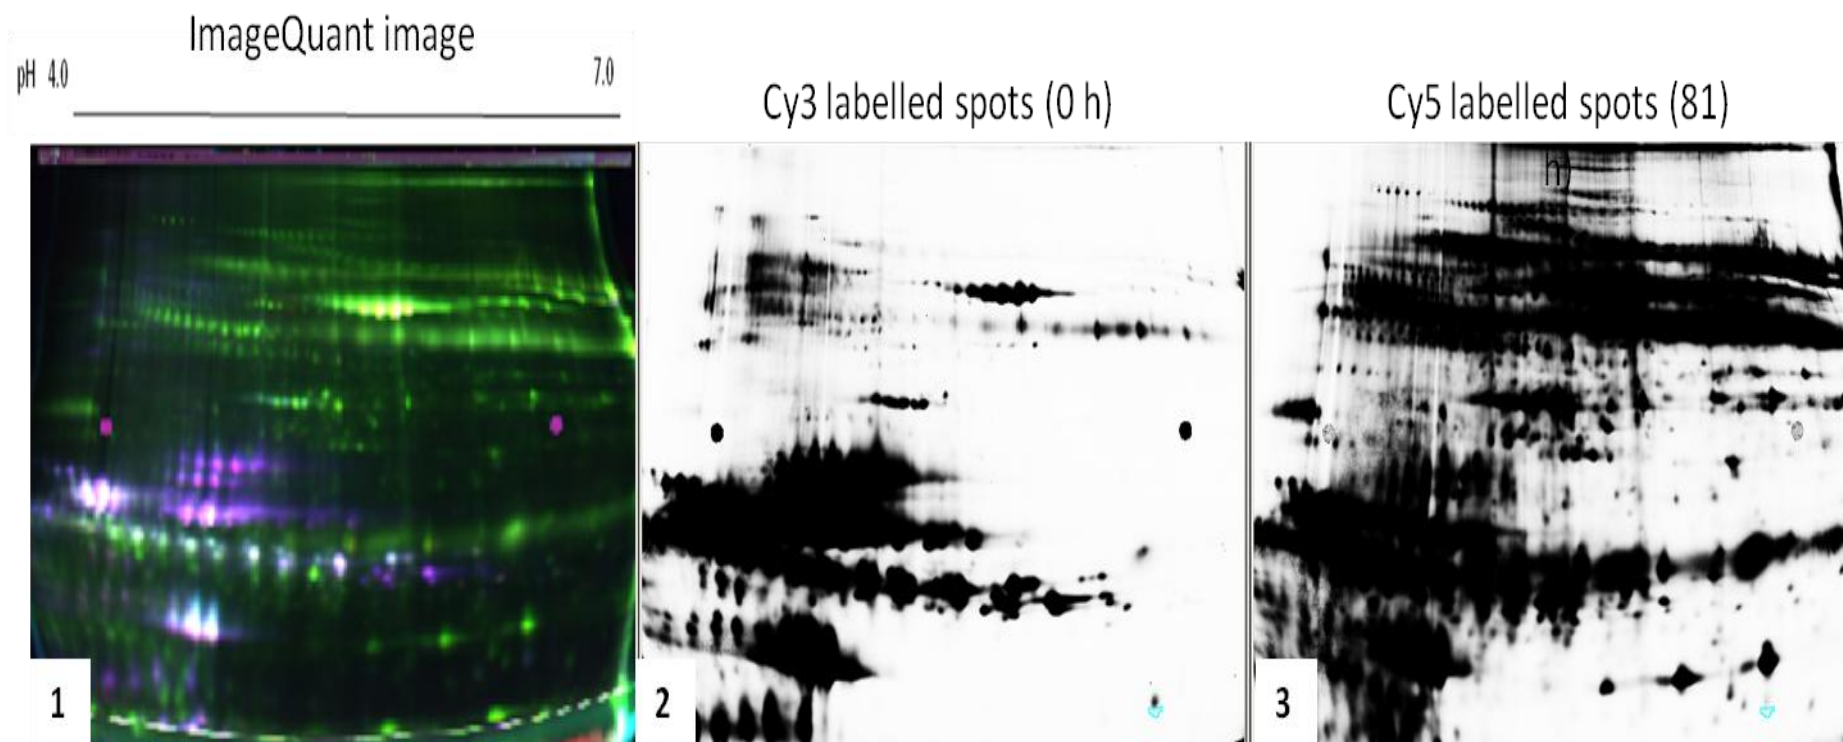 ImageQuant image
pH 4.0 7.0
Cy3 labelled spots (0 h)
Cy5 labelled spots (81)
h)
1
2
3